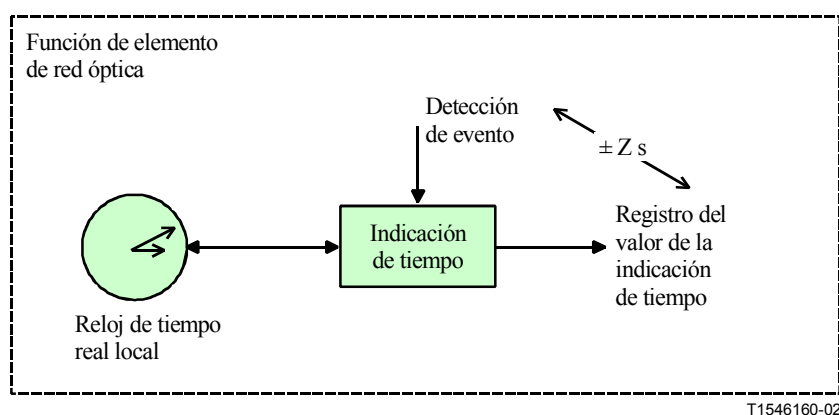 Función de elemento
de red óptica
Detección
de evento
± Z s
Indicación
de tiempo
Registro del
valor de la
indicación
de tiempo
Reloj de tiempo
real local
T1546160-02